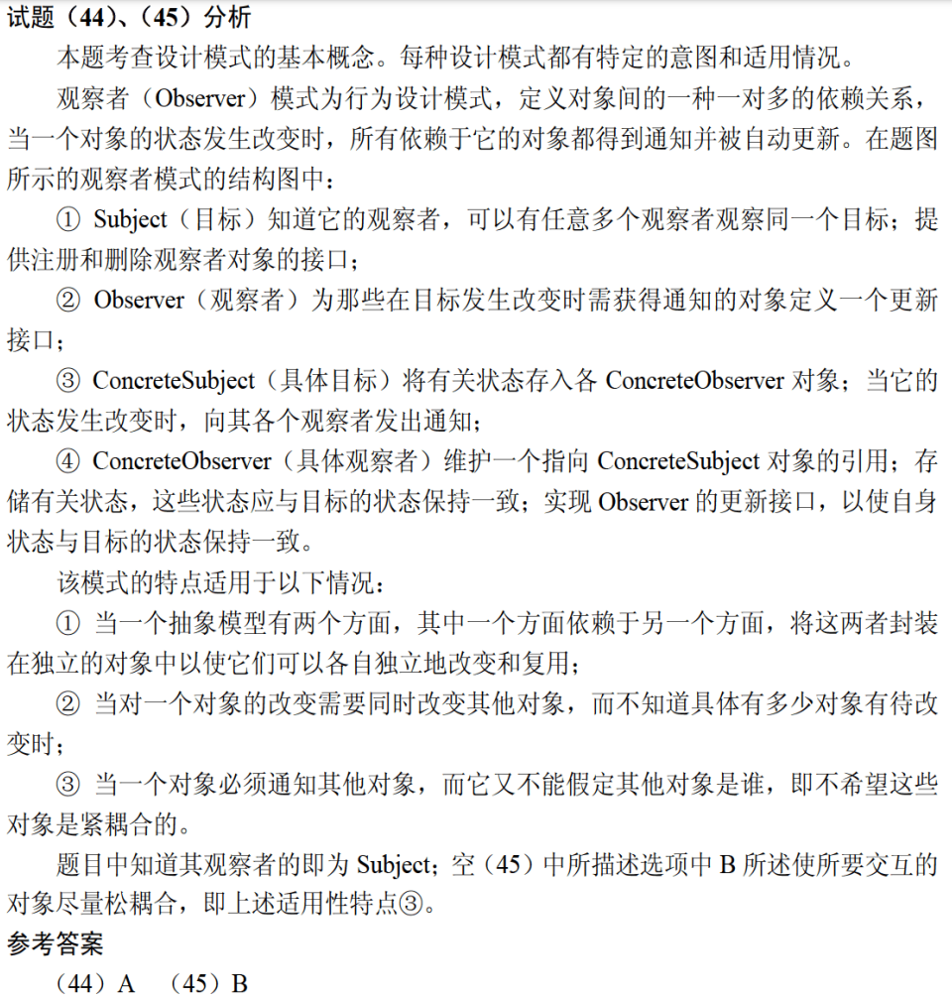 试题（44）、（45）分析
本题考查设计模式的基本概念。每种设计模式都有特定的意图和适用情况。
观察者（Observer）模式为行为设计模式，定义对象间的一种一对多的依赖关系，
当一个对象的状态发生改变时，所有依赖于它的对象都得到通知并被自动更新。在题图
所示的观察者模式的结构图中：
① Subject（目标）知道它的观察者，可以有任意多个观察者观察同一个目标；提
供注册和删除观察者对象的接口；
② Observer（观察者）为那些在目标发生改变时需获得通知的对象定义一个更新
接口；
③ ConcreteSubject（具体目标）将有关状态存入各 ConcreteObserver 对象；当它的
状态发生改变时，向其各个观察者发出通知；
④ ConcreteObserver（具体观察者）维护一个指向 ConcreteSubject 对象的引用；存
储有关状态，这些状态应与目标的状态保持一致；实现 Observer 的更新接口，以使自身
状态与目标的状态保持一致。
该模式的特点适用于以下情况：
① 当一个抽象模型有两个方面，其中一个方面依赖于另一个方面，将这两者封装
在独立的对象中以使它们可以各自独立地改变和复用；
② 当对一个对象的改变需要同时改变其他对象，而不知道具体有多少对象有待改
变时；
③ 当一个对象必须通知其他对象，而它又不能假定其他对象是谁，即不希望这些
对象是紧耦合的。
题目中知道其观察者的即为 Subject；空（45）中所描述选项中 B 所述使所要交互的
对象尽量松耦合，即上述适用性特点③。
参考答案
（44）A （45）B